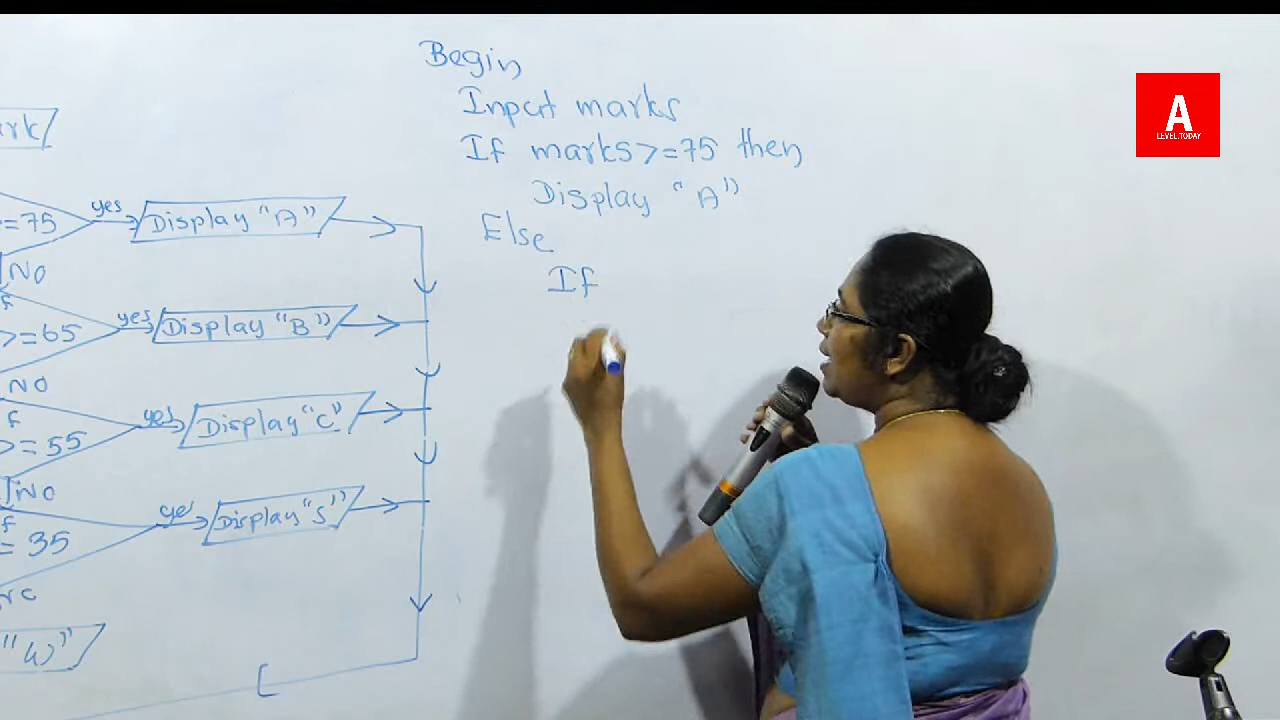 Begin
Input marks
If marks>=75 then
Display "A"
Else
If
ark
>=75
yes
Display "A"
No
f
>=65
yes
Display "B"
No
f
>=55
yes
Display "C"
No
f
= 35
yes
Display "S"
"W"
A
LEVEL.TODAY